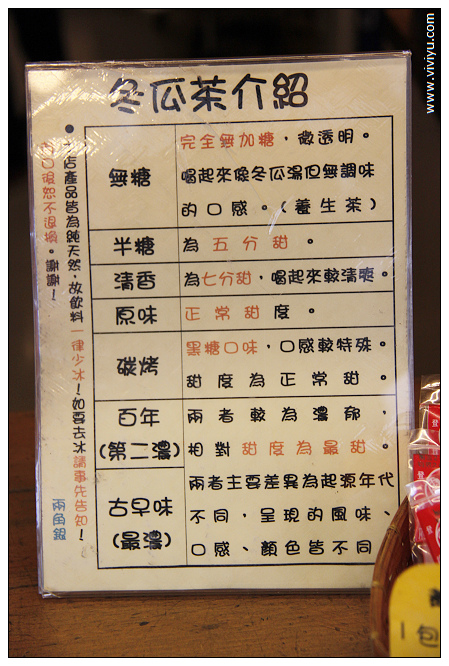 www.viviyu.com
冬瓜茶介紹
無糖
完全無加糖，微透明。
喝起來像冬瓜湯但無調味
的口感。(養生茶)
半糖
為五分甜。
清香
為七分甜，喝起來較清爽。
原味
正常甜度。
碳烤
黑糖口味，口感較特殊。
甜度為正常甜。
百年
(第二濃)
兩者較為濃郁，
相對甜度為最甜。
古早味
(最濃)
兩者主要差異為起源年代
不同，呈現的風味、
口感、顏色皆不同
店產品皆為純天然，故飲料一律少冰！如要去冰請事先告知！
口後恕不退換。謝謝！
兩角銀
1包